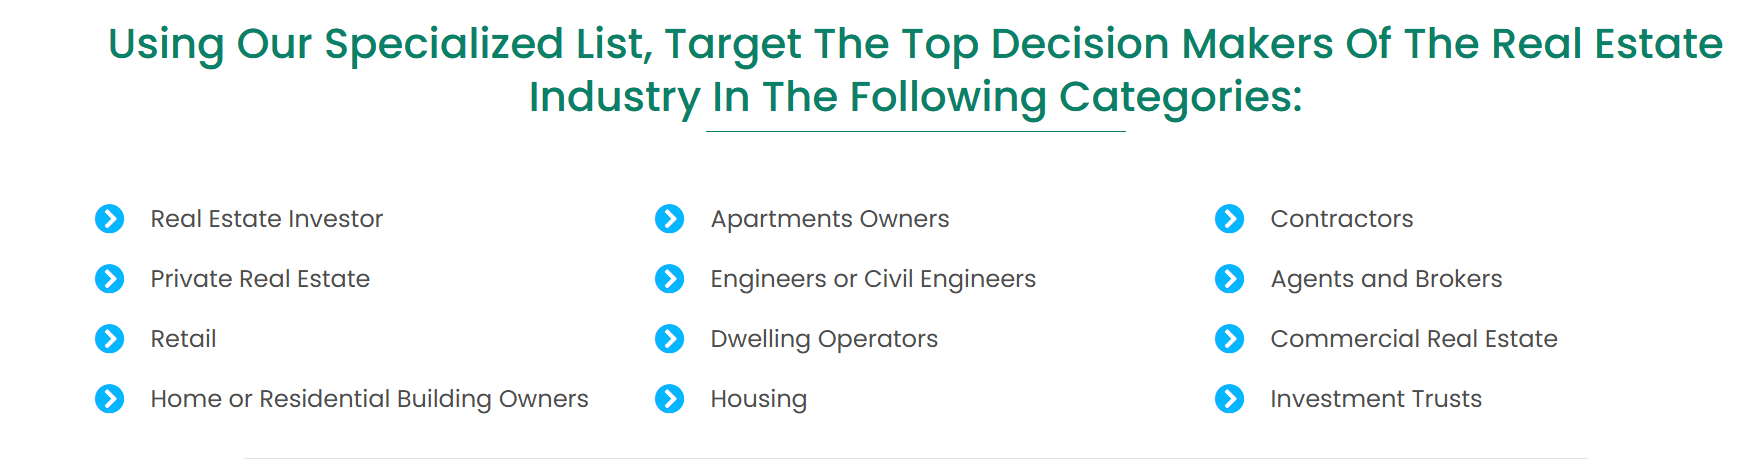 Using Our Specialized List, Target The Top Decision Makers Of The Real Estate
Industry In The Following Categories:
Real Estate Investor
Private Real Estate
Retail
Home or Residential Building Owners
Apartments Owners
Engineers or Civil Engineers
Dwelling Operators
Housing
Contractors
Agents and Brokers
Commercial Real Estate
Investment Trusts